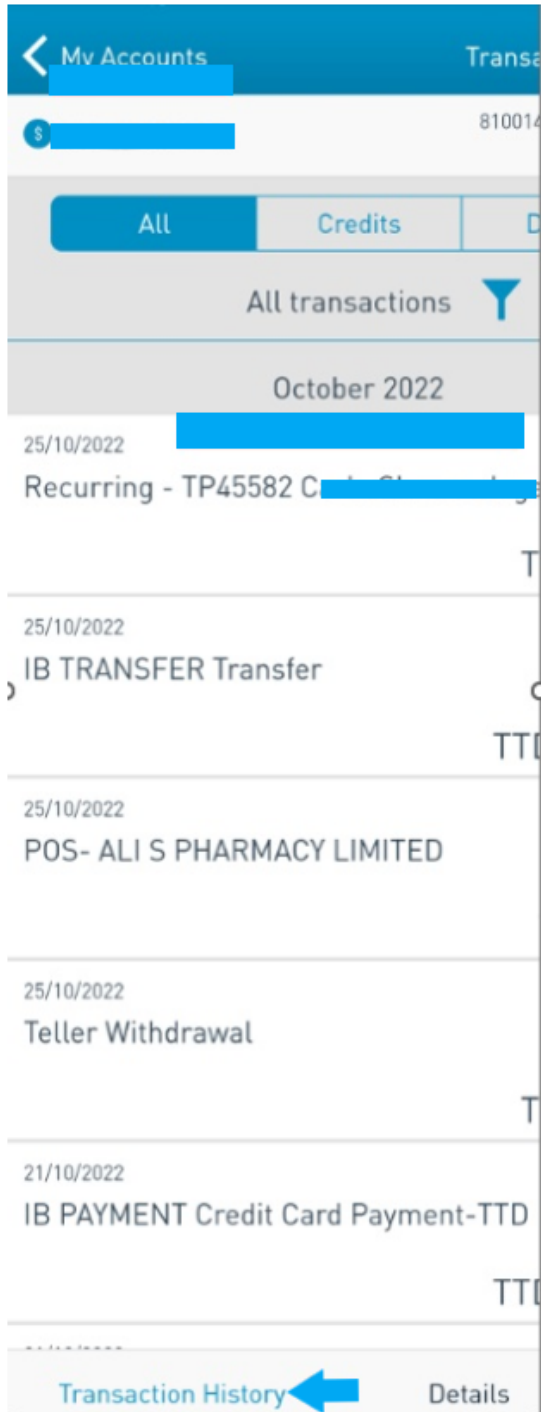 My Accounts
Transa
$
810014
All
Credits
D
All transactions
October 2022
25/10/2022
Recurring - TP45582 C
T
25/10/2022
IB TRANSFER Transfer
TTD
25/10/2022
POS- ALI S PHARMACY LIMITED
25/10/2022
Teller Withdrawal
T
21/10/2022
IB PAYMENT Credit Card Payment-TTD
TTD
Transaction History
Details